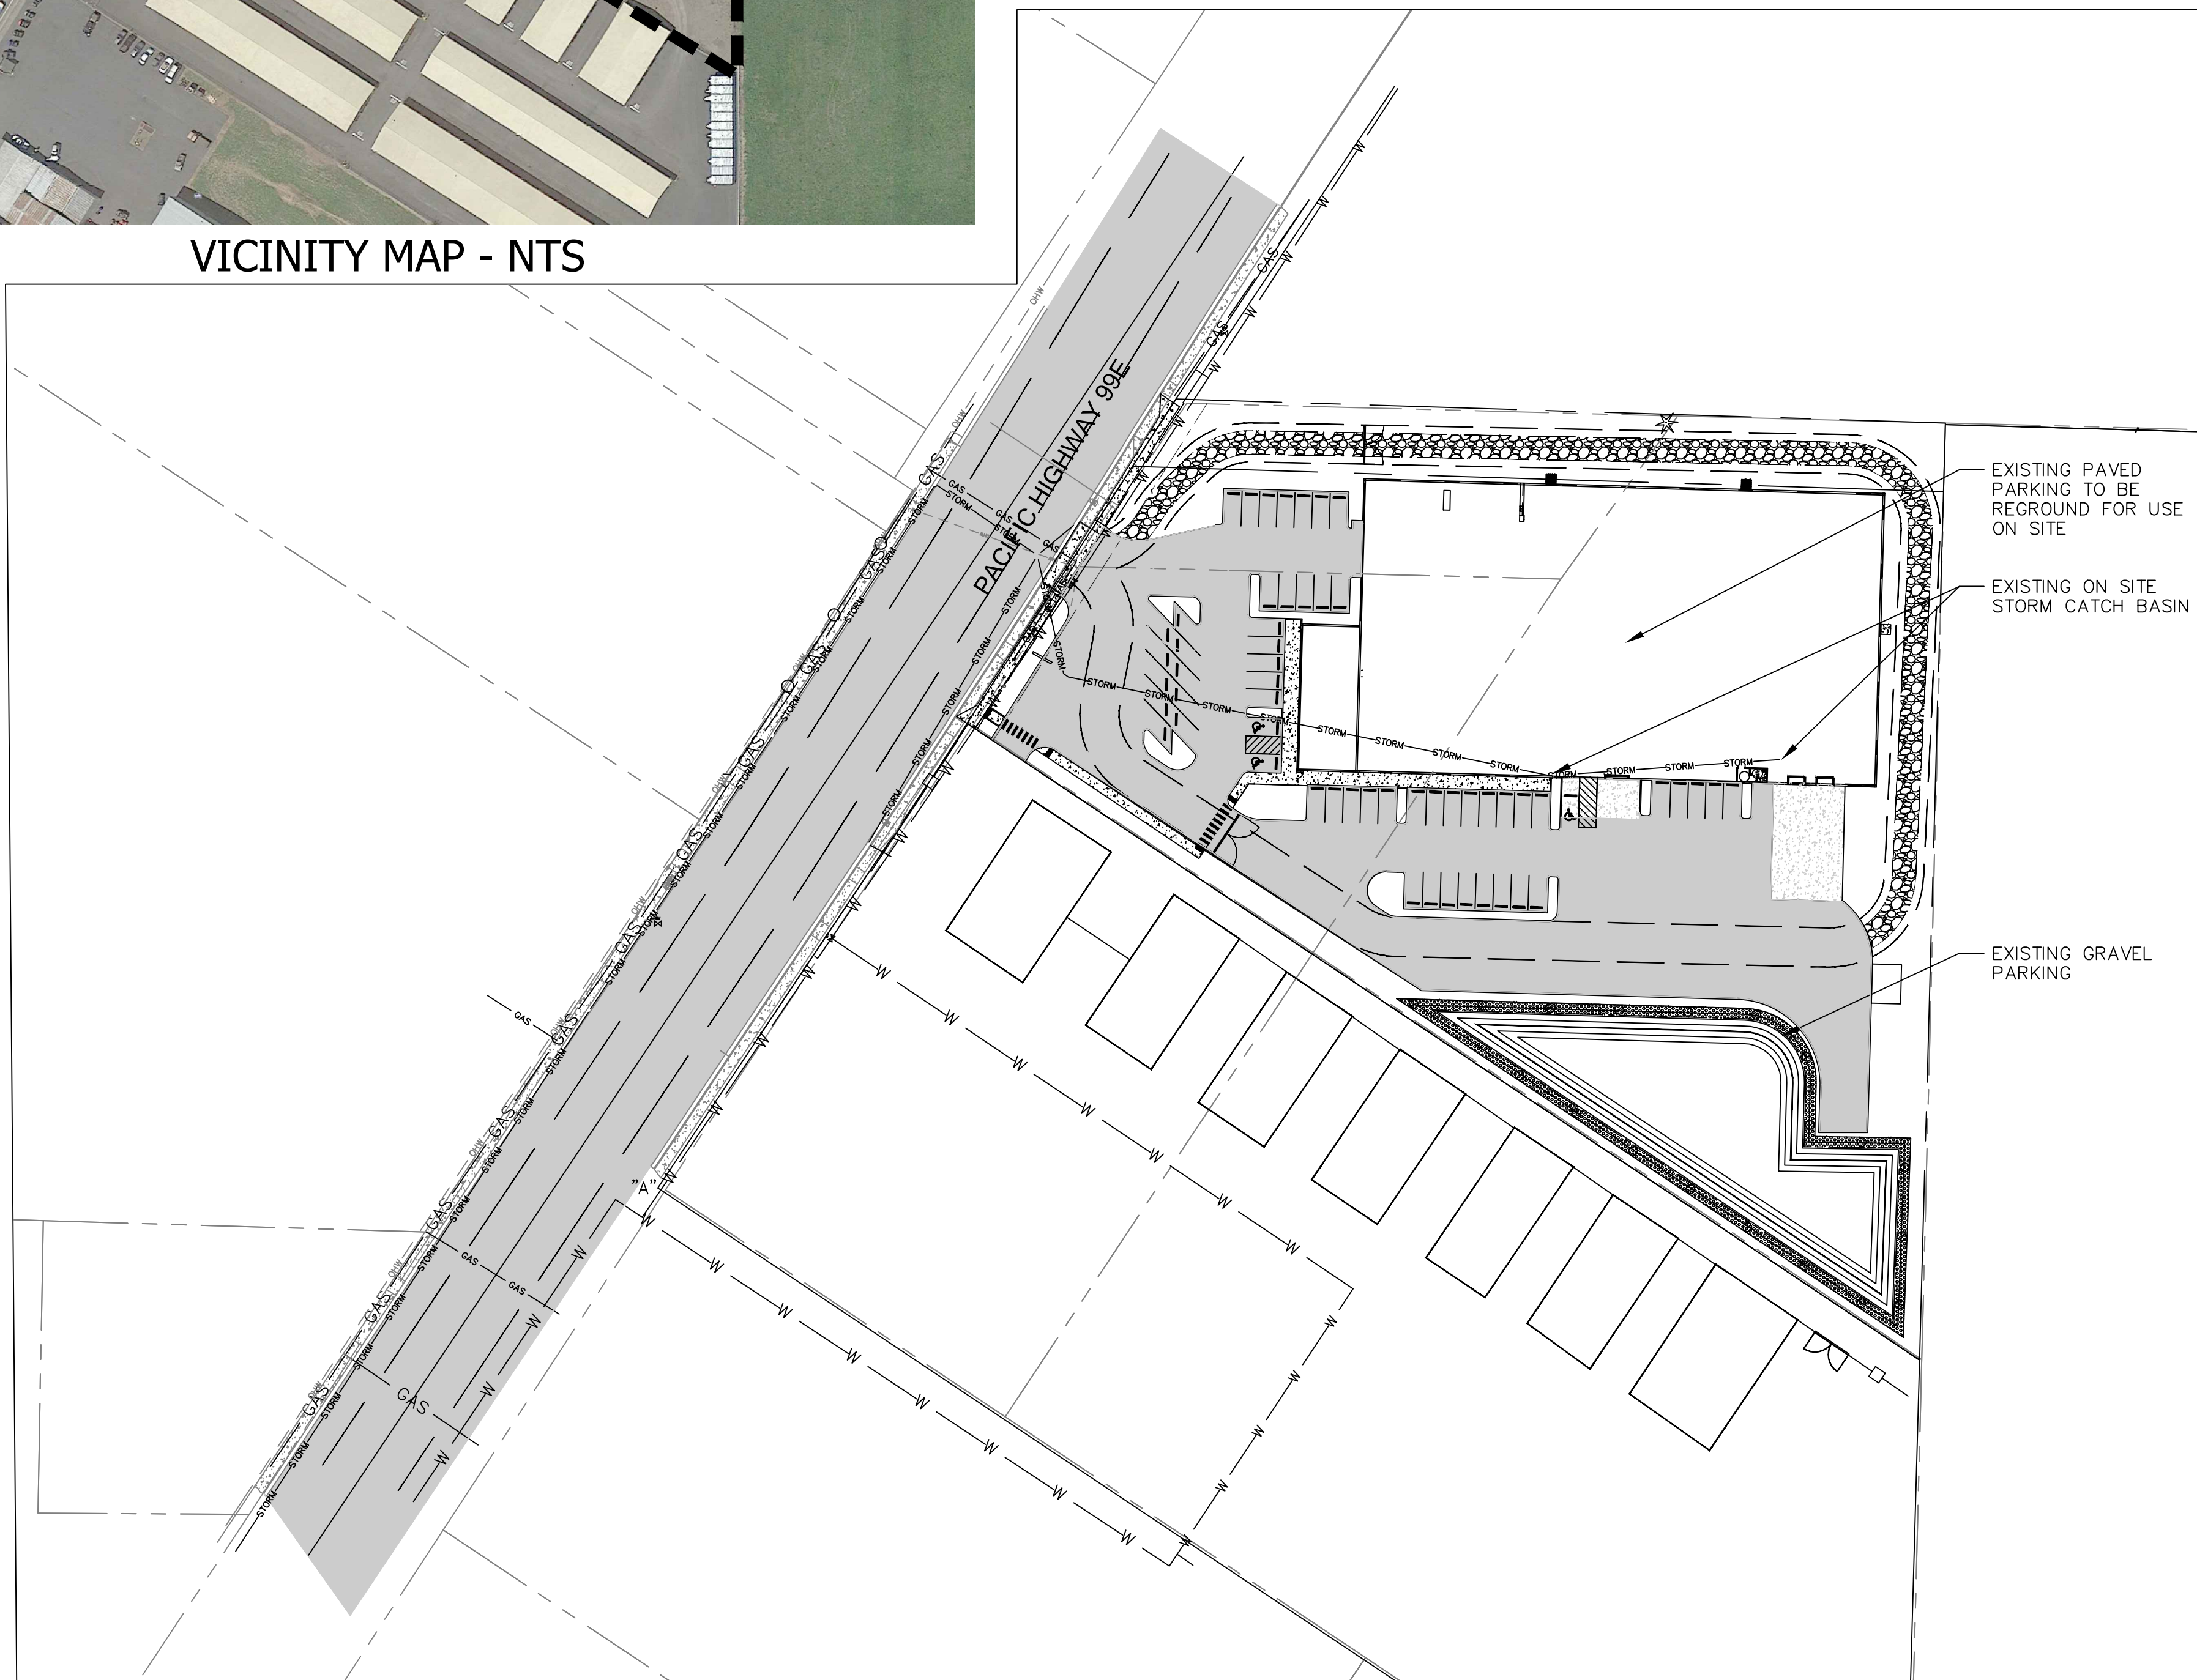 VICINITY MAP - NTS
PACIFIC HIGHWAY 99E
EXISTING PAVED
PARKING TO BE
REGROUND FOR USE
ON SITE
EXISTING ON SITE
STORM CATCH BASIN
EXISTING GRAVEL
PARKING
"A"
OHW
GAS
STORM
W